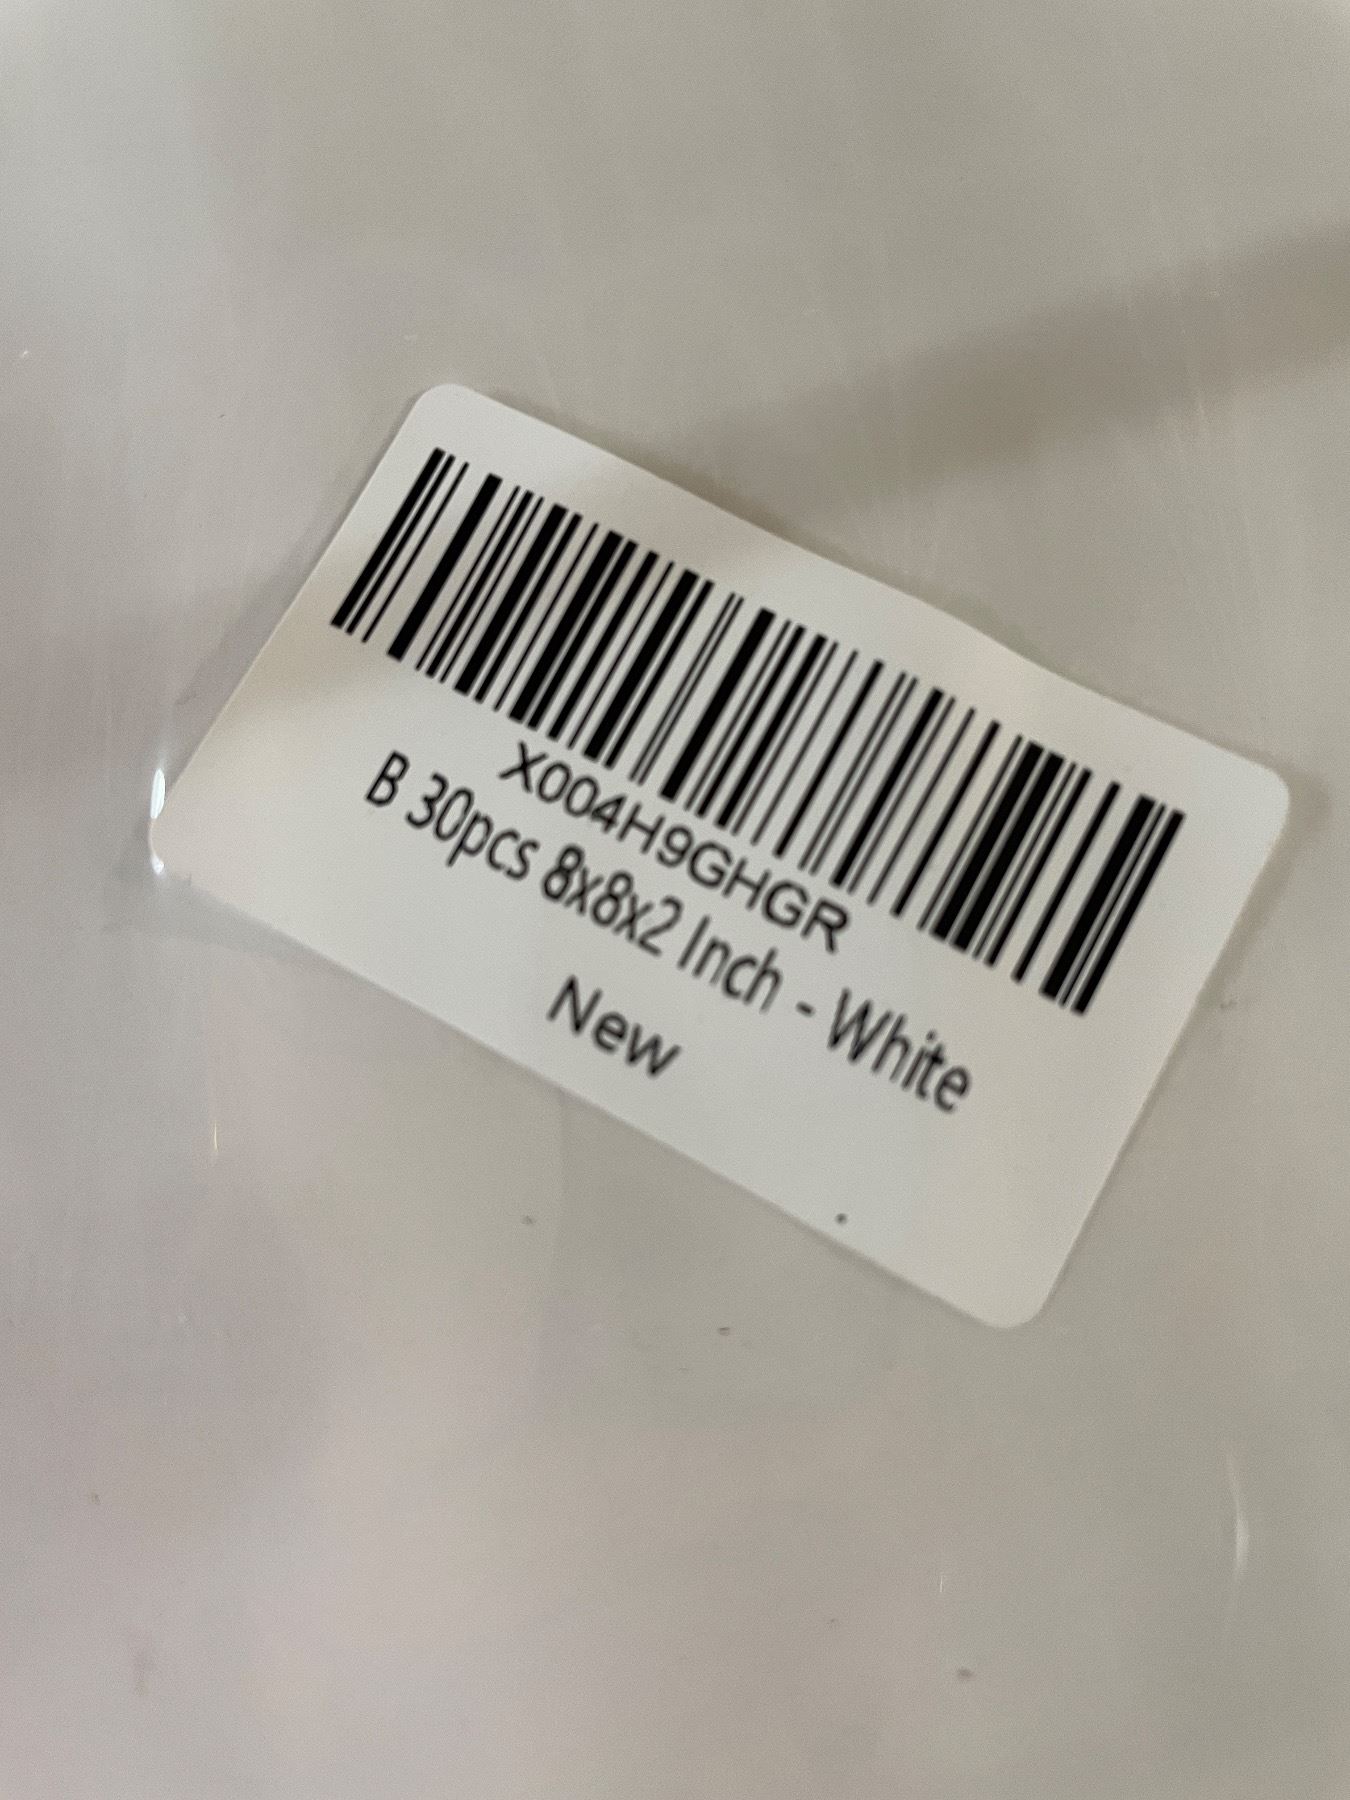 X004H9GHGR
B 30pcs 8x8x2 Inch - White
New